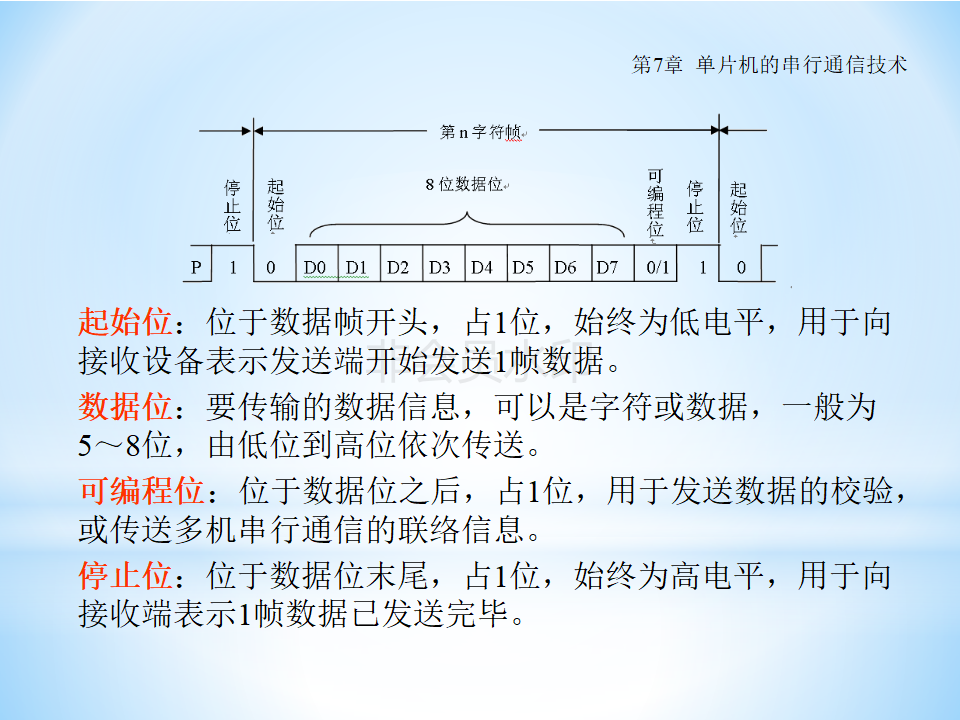 第7章 单片机的串行通信技术
第 n 字符帧
停止位
起始位
8 位数据位
可编程位
停止位
起始位
P 1 0 D0 D1 D2 D3 D4 D5 D6 D7 0/1 1 0
起始位：位于数据帧开头，占1位，始终为低电平，用于向
接收设备表示发送端开始发送1帧数据。
非会员水印
数据位：要传输的数据信息，可以是字符或数据，一般为
5～8位，由低位到高位依次传送。
可编程位：位于数据位之后，占1位，用于发送数据的校验，
或传送多机串行通信的联络信息。
停止位：位于数据位末尾，占1位，始终为高电平，用于向
接收端表示1帧数据已发送完毕。